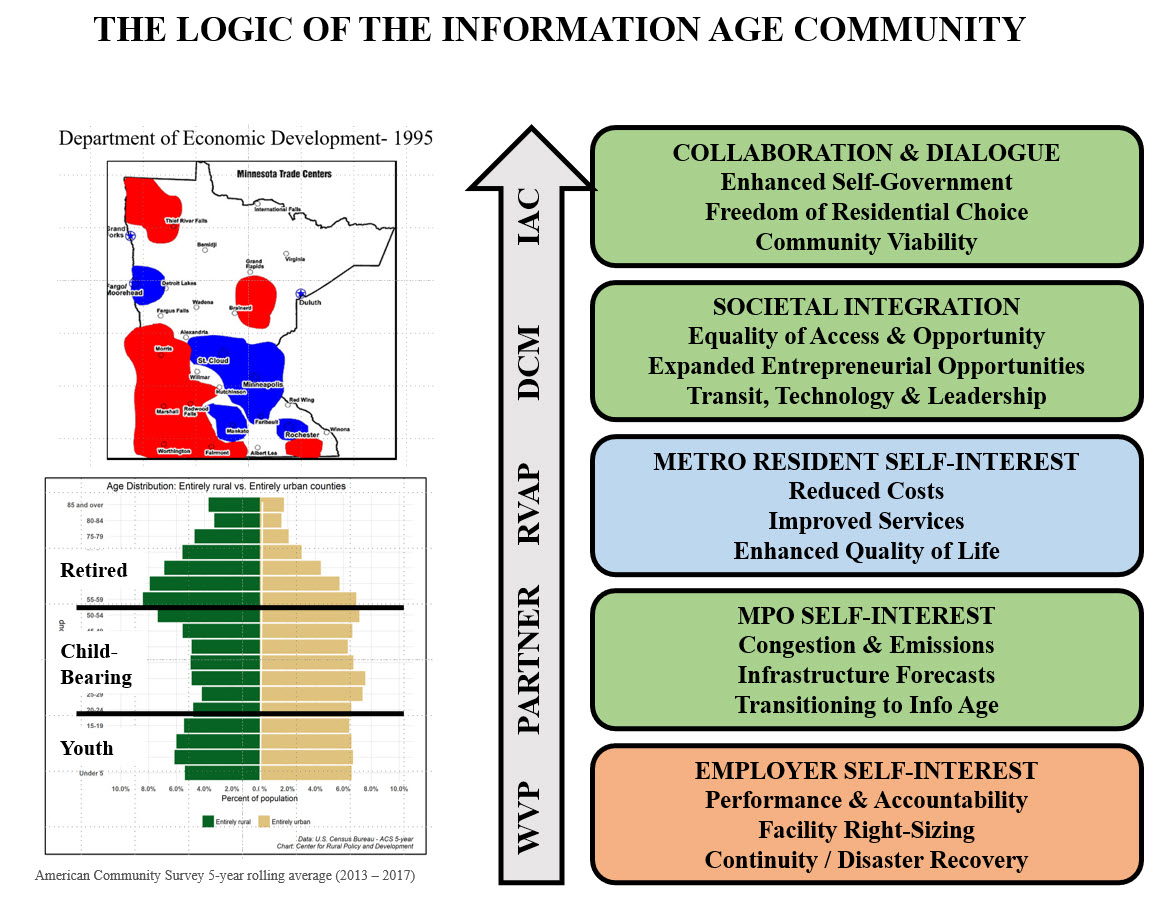 THE LOGIC OF THE INFORMATION AGE COMMUNITY
Department of Economic Development- 1995
Minnesota Trade Centers
International Falls
Thief River Falls
Grand
Forks
Bemidji
Virginia
Grand
Rapids
Fargo/
Moorehead
Detroit Lakes
Duluth
Wadena
Brainerd
Fergus Falls
Alexandria
Morris
St. Cloud
Willmar
Minneapolis
Hutchinson
Red Wing
Marshall
Redwood
Falls
Faribault
Mankato
Rochester
Winona
Worthington
Fairmont
Albert Lea
Age Distribution: Entirely rural vs. Entirely urban counties
85 and over
80-84
75-79
Retired
55-59
50-54
Child-
Bearing
25-29
20-24
15-19
Youth
Under 5
10.0% 8.0% 6.0% 4.0% 2.0% 0.0% 2.0% 4.0% 6.0% 8.0% 10.0%
Percent of population
Entirely rural Entirely urban
Data: U.S. Census Bureau - ACS 5-year
Chart: Center for Rural Policy and Development
American Community Survey 5-year rolling average (2013 – 2017)
IAC
DCM
RVAP
PARTNER
WVP
COLLABORATION & DIALOGUE
Enhanced Self-Government
Freedom of Residential Choice
Community Viability
SOCIETAL INTEGRATION
Equality of Access & Opportunity
Expanded Entrepreneurial Opportunities
Transit, Technology & Leadership
METRO RESIDENT SELF-INTEREST
Reduced Costs
Improved Services
Enhanced Quality of Life
MPO SELF-INTEREST
Congestion & Emissions
Infrastructure Forecasts
Transitioning to Info Age
EMPLOYER SELF-INTEREST
Performance & Accountability
Facility Right-Sizing
Continuity / Disaster Recovery